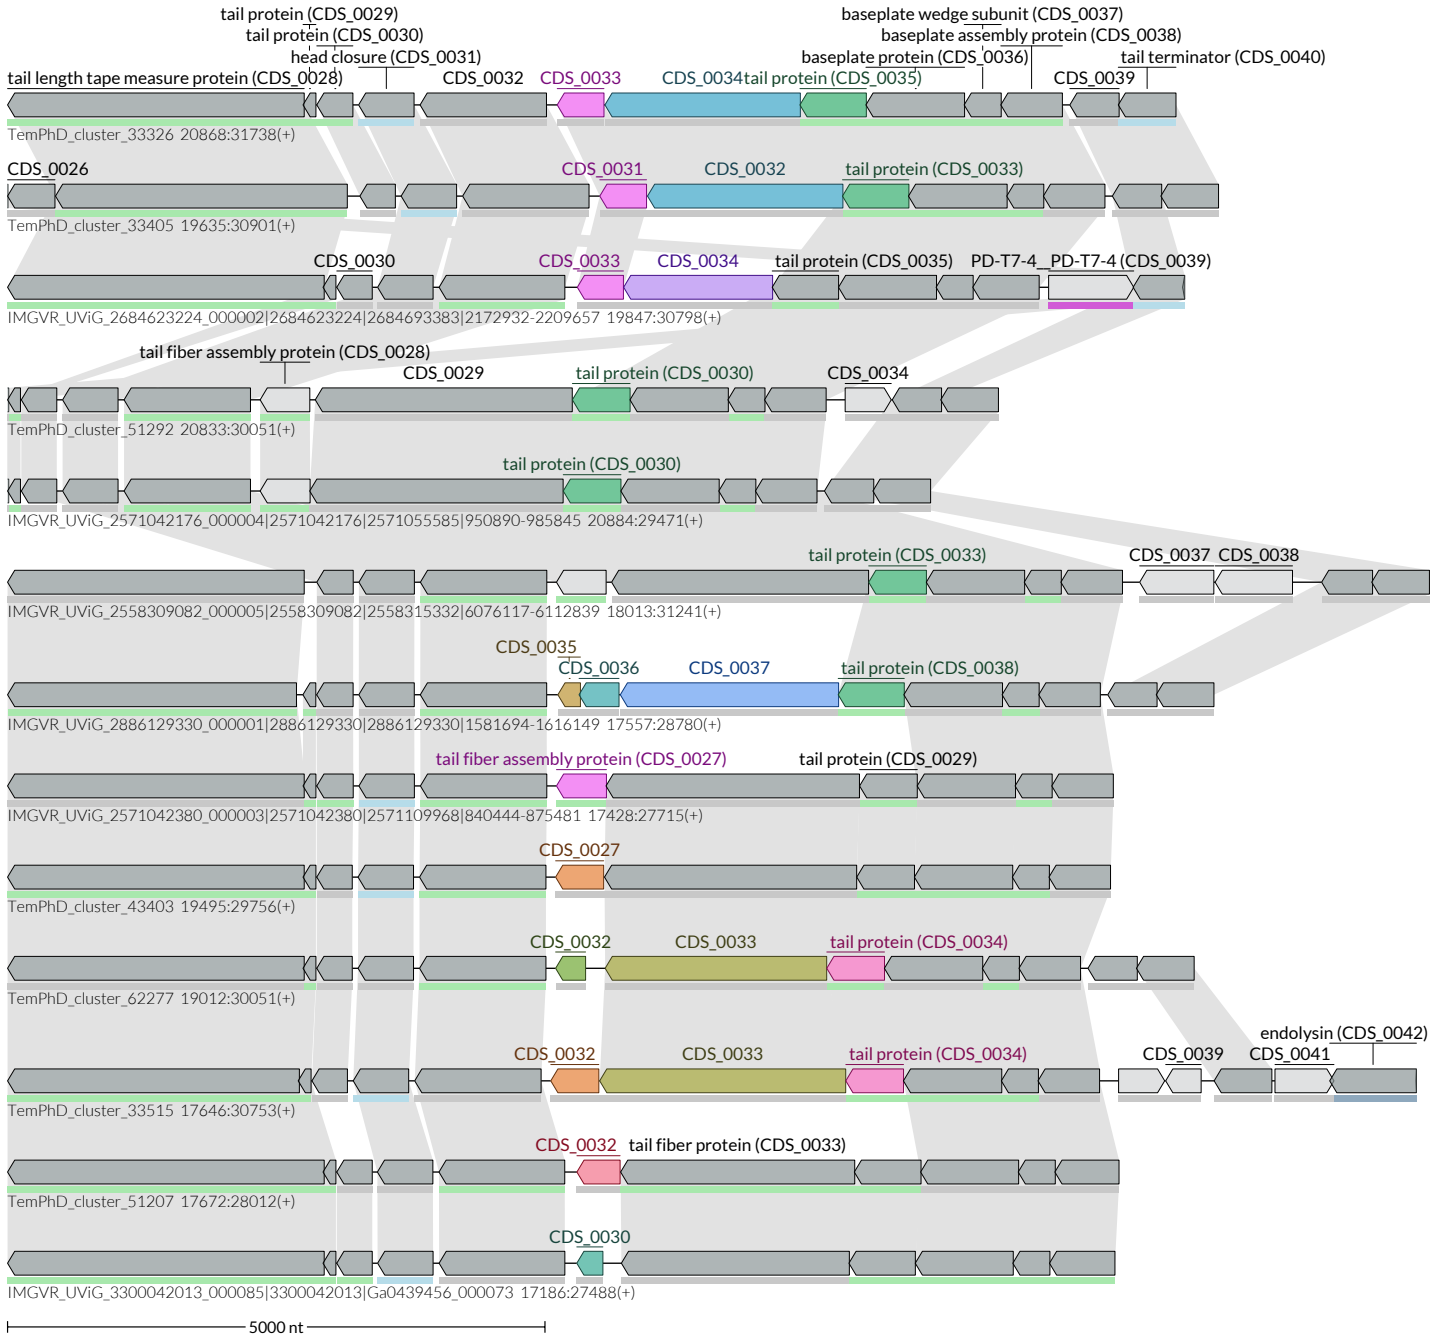 tail protein (CDS_0029)
baseplate wedge subunit (CDS_0037)
tail protein (CDS_0030)
baseplate assembly protein (CDS_0038)
head closure (CDS_0031)
baseplate protein (CDS_0036)
tail terminator (CDS_0040)
tail length tape measure protein (CDS_0028) CDS_0032 CDS_0033 CDS_0034 tail protein (CDS_0035) CDS_0039
TemPhD_cluster_33326 20868:31738(+)
CDS_0026 CDS_0031 CDS_0032 tail protein (CDS_0033)
TemPhD_cluster_33405 19635:30901(+)
CDS_0030 CDS_0033 CDS_0034 tail protein (CDS_0035) PD-T7-4__PD-T7-4 (CDS_0039)
IMGVR_UViG_2684623224_000002|2684623224|2684693383|2172932-2209657 19847:30798(+)
tail fiber assembly protein (CDS_0028)
CDS_0029 tail protein (CDS_0030) CDS_0034
TemPhD_cluster_51292 20833:30051(+)
tail protein (CDS_0030)
IMGVR_UViG_2571042176_000004|2571042176|2571055585|950890-985845 20884:29471(+)
tail protein (CDS_0033) CDS_0037 CDS_0038
IMGVR_UViG_2558309082_000005|2558309082|2558315332|6076117-6112839 18013:31241(+)
CDS_0035
CDS_0036 CDS_0037 tail protein (CDS_0038)
IMGVR_UViG_2886129330_000001|2886129330|2886129330|1581694-1616149 17557:28780(+)
tail fiber assembly protein (CDS_0027) tail protein (CDS_0029)
IMGVR_UViG_2571042380_000003|2571042380|2571109968|840444-875481 17428:27715(+)
CDS_0027
TemPhD_cluster_43403 19495:29756(+)
CDS_0032 CDS_0033 tail protein (CDS_0034)
TemPhD_cluster_62277 19012:30051(+)
endolysin (CDS_0042)
CDS_0032 CDS_0033 tail protein (CDS_0034) CDS_0039 CDS_0041
TemPhD_cluster_33515 17646:30753(+)
CDS_0032 tail fiber protein (CDS_0033)
TemPhD_cluster_51207 17672:28012(+)
CDS_0030
IMGVR_UViG_3300042013_000085|3300042013|Ga0439456_000073 17186:27488(+)
5000 nt